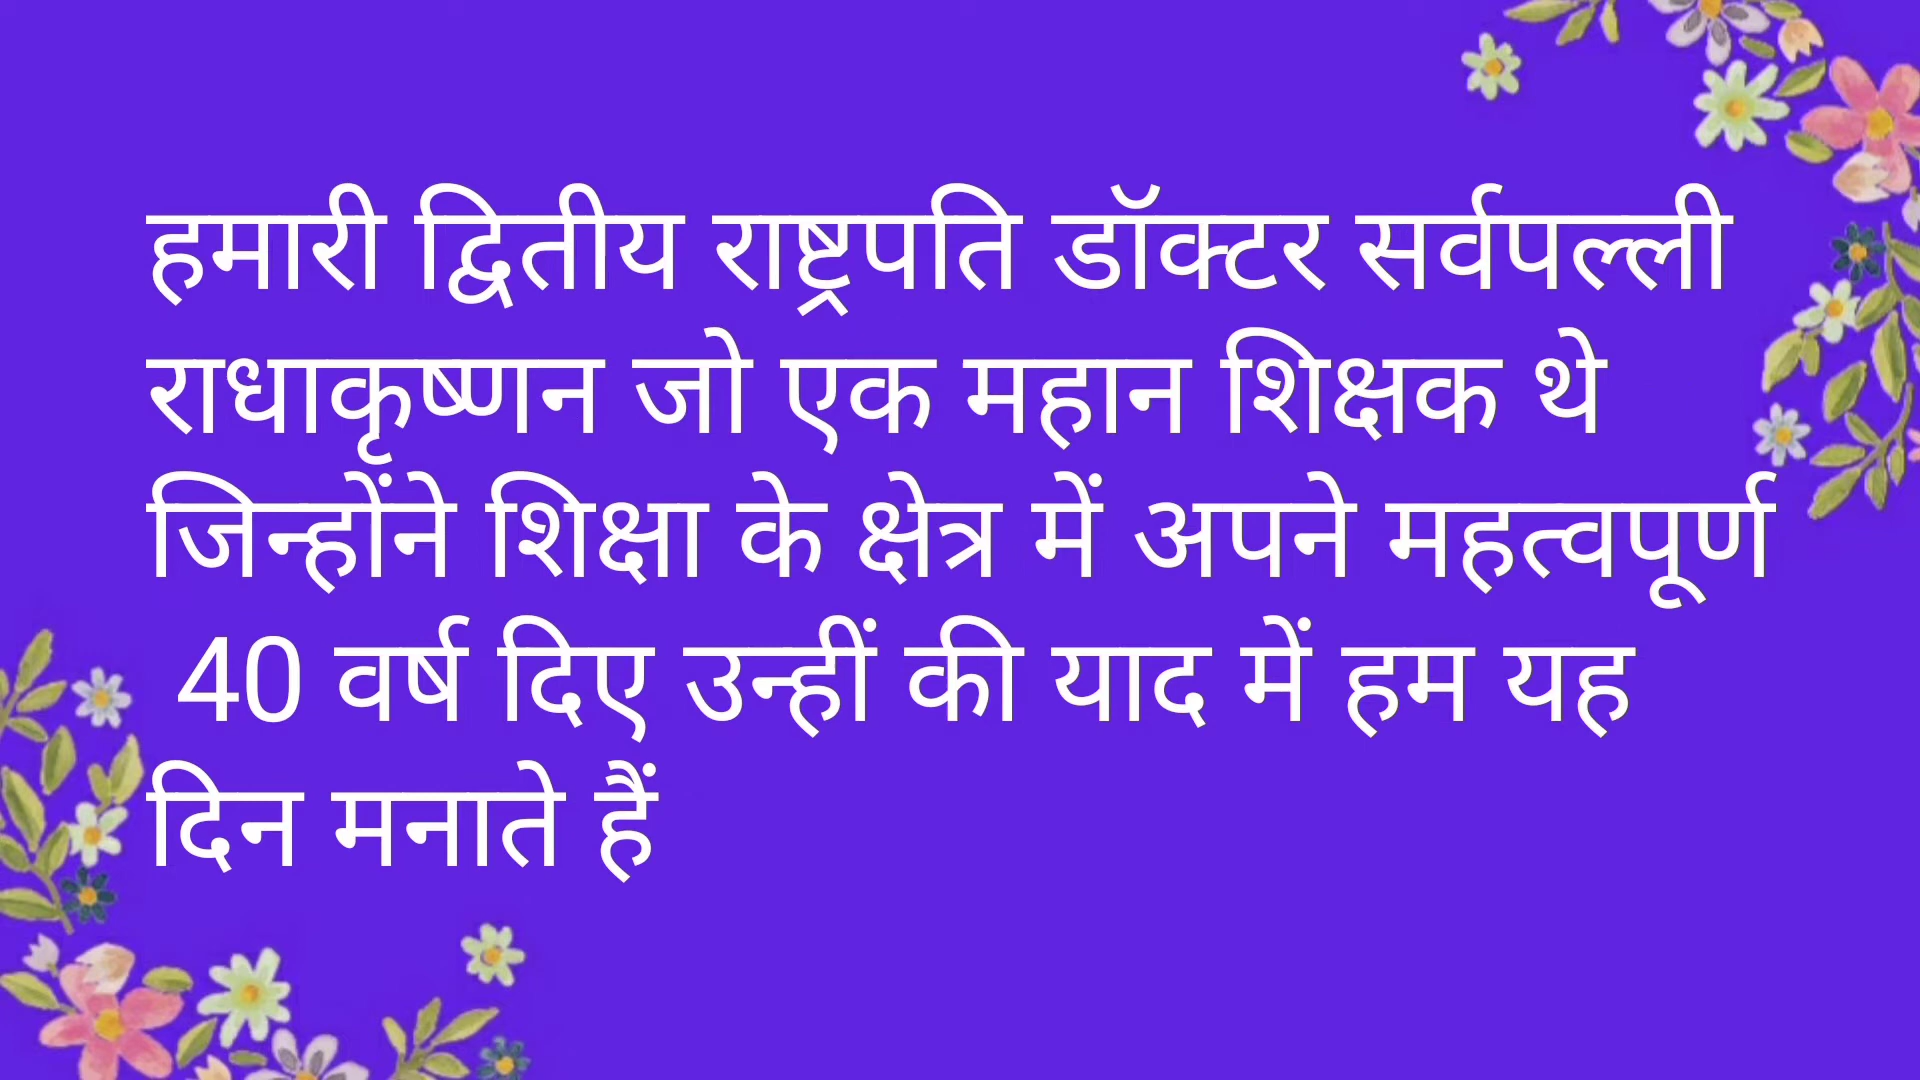 हमारी द्वितीय राष्ट्रपति डॉक्टर सर्वपल्ली
राधाकृष्णन जो एक महान शिक्षक थे
जिन्होंने शिक्षा के क्षेत्र में अपने महत्वपूर्ण
40 वर्ष दिए उन्हीं की याद में हम यह
दिन मनाते हैं